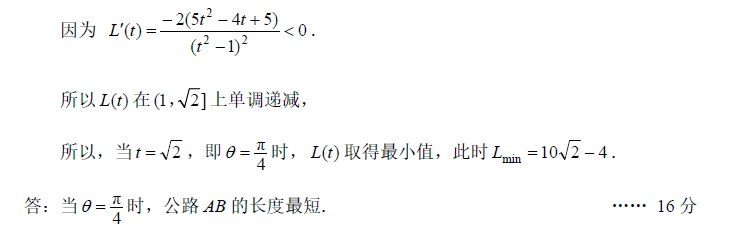 因为 L′(t) = −2(5t² − 4t + 5) / (t² − 1)² < 0．
所以 L(t) 在 (1，√2] 上单调递减，
所以，当 t = √2 ，即 θ = π/4 时，L(t) 取得最小值，此时 Lmin = 10√2 − 4．
答：当 θ = π/4 时，公路 AB 的长度最短. …… 16 分